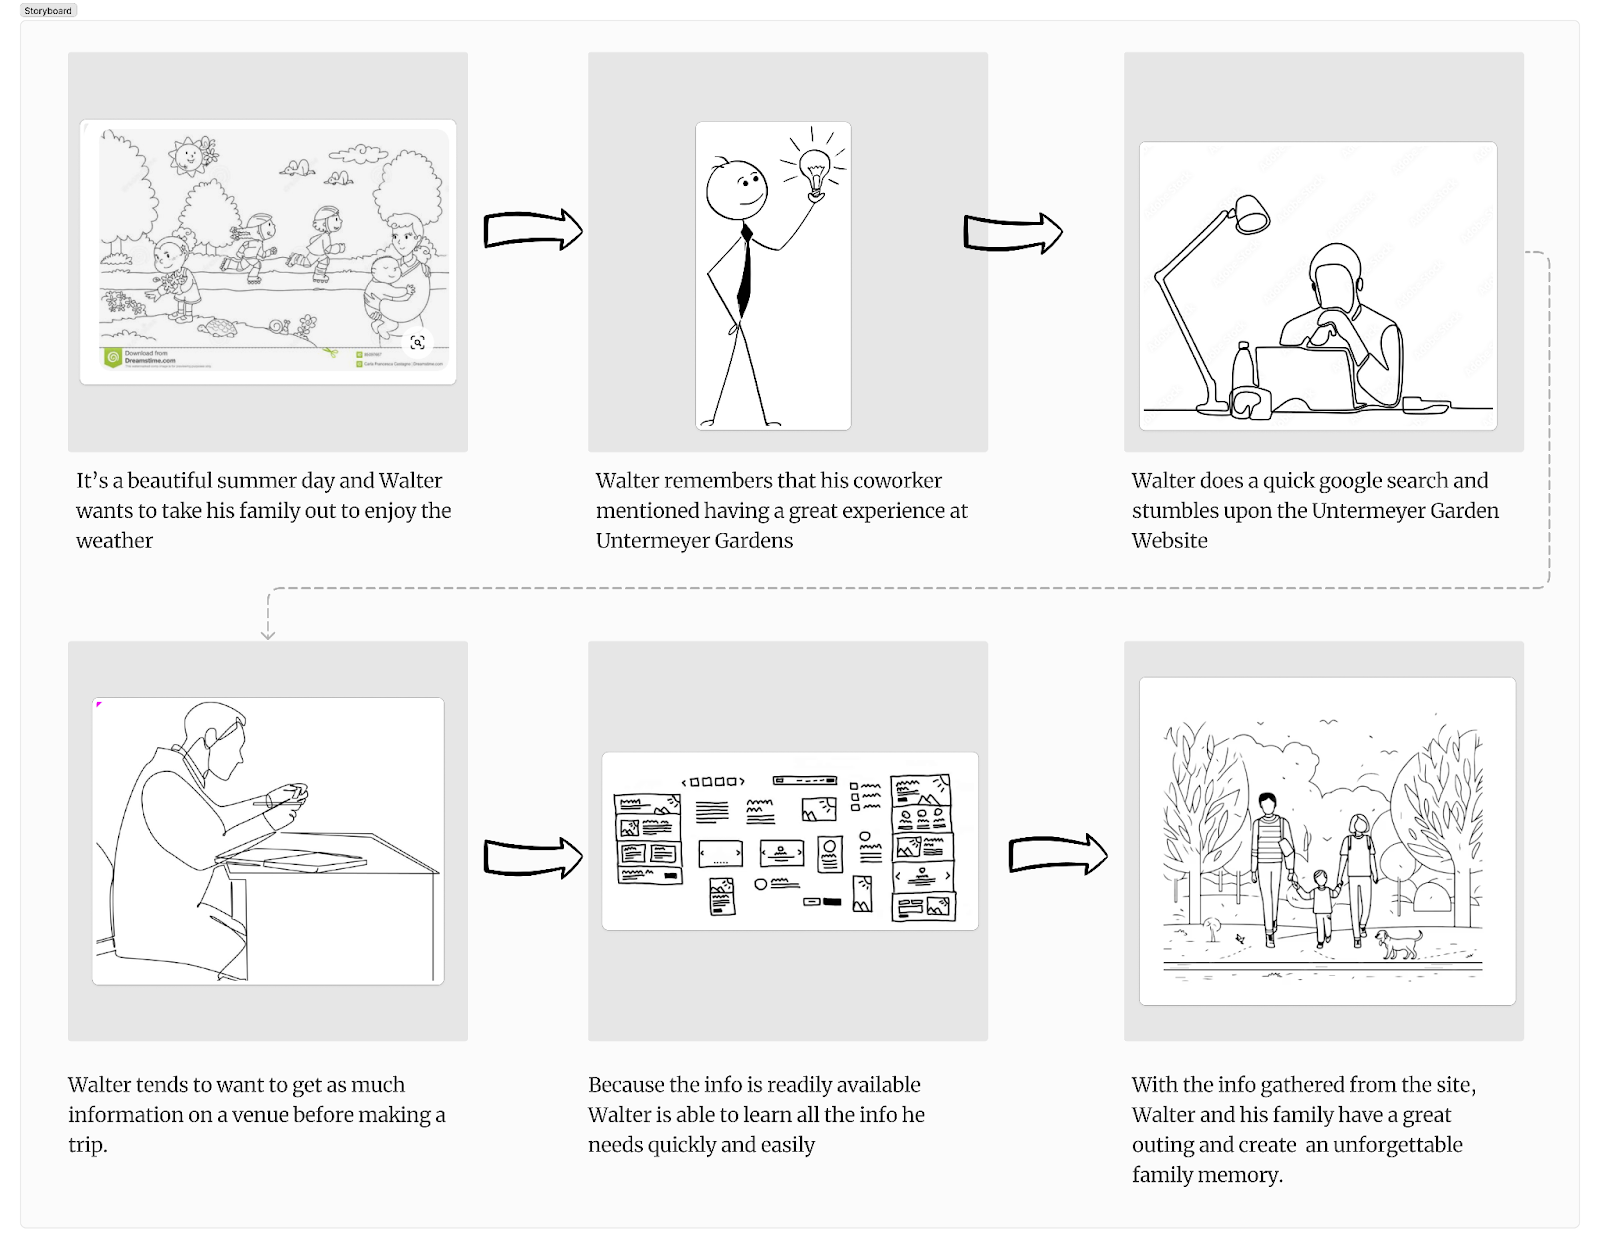 Storyboard
Download from
Dreamstime.com
It’s a beautiful summer day and Walter
wants to take his family out to enjoy the
weather
Walter remembers that his coworker
mentioned having a great experience at
Untermeyer Gardens
Walter does a quick google search and
stumbles upon the Untermeyer Garden
Website
Walter tends to want to get as much
information on a venue before making a
trip.
Because the info is readily available
Walter is able to learn all the info he
needs quickly and easily
With the info gathered from the site,
Walter and his family have a great
outing and create  an unforgettable
family memory.